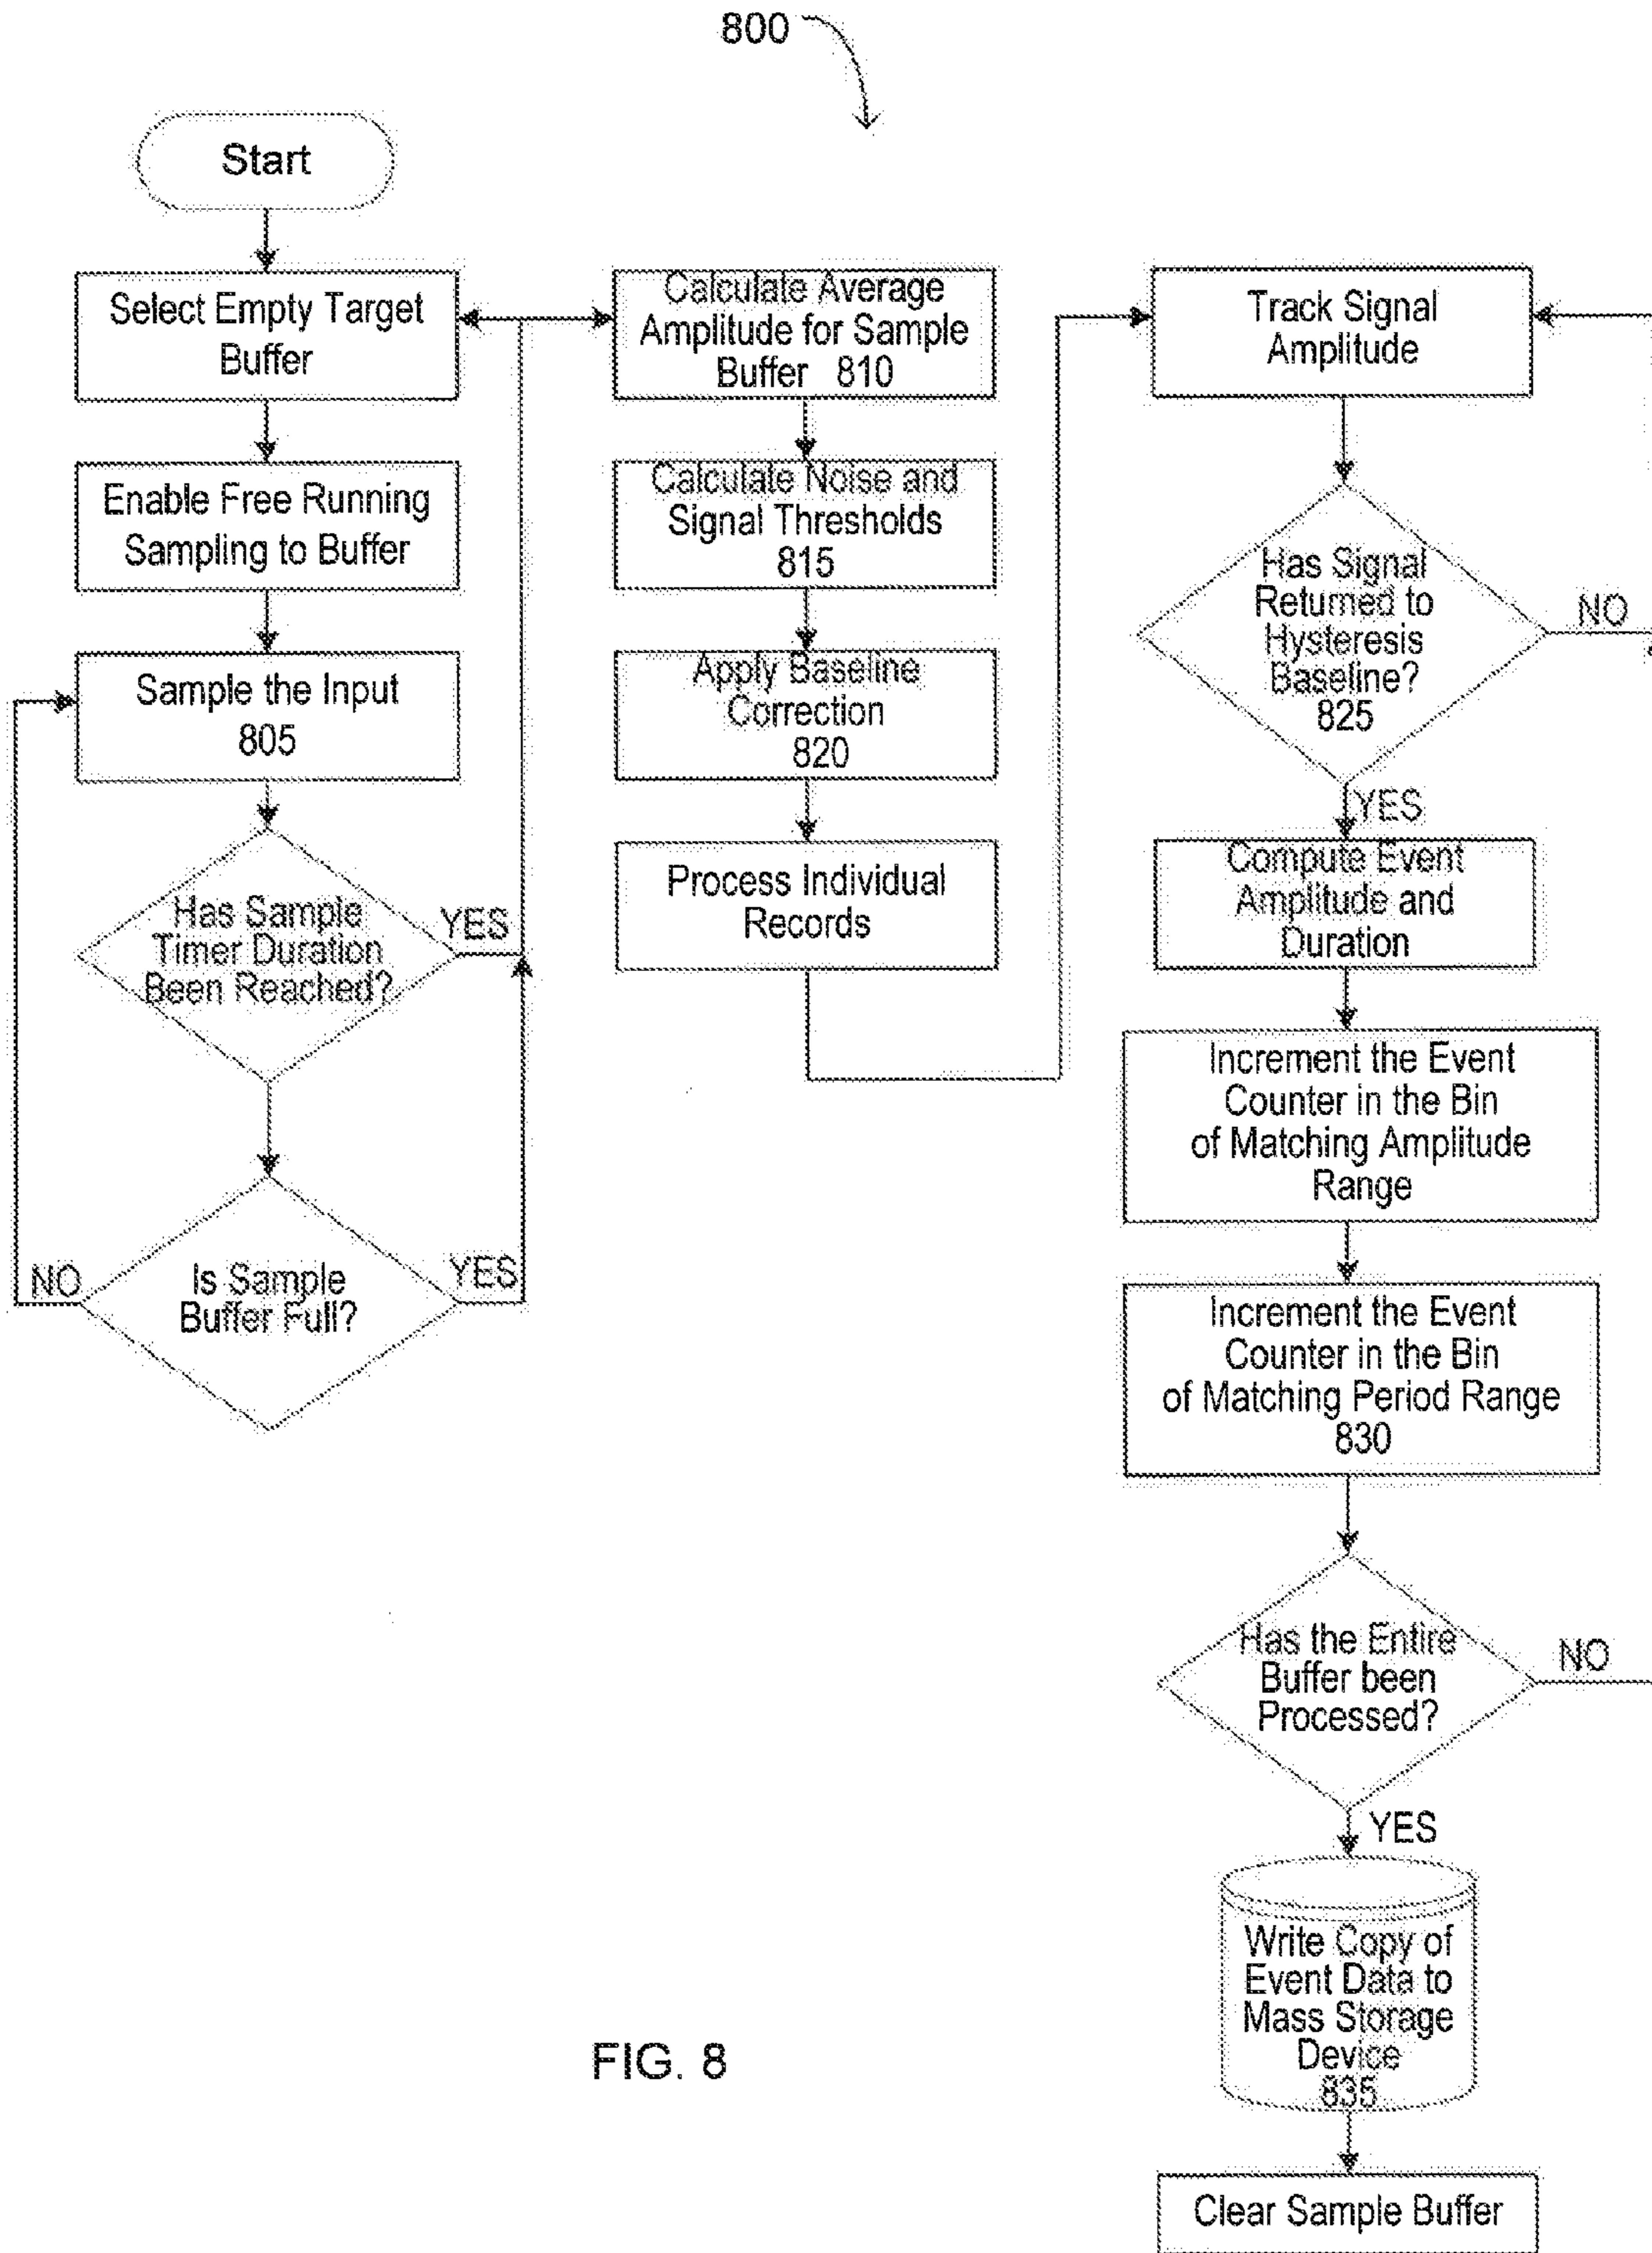 800
Start
Select Empty Target
Buffer
Enable Free Running
Sampling to Buffer
Sample the Input
805
Has Sample
Timer Duration
Been Reached?
YES
Is Sample
Buffer Full?
NO
YES
Calculate Average
Amplitude for Sample
Buffer 810
Calculate Noise and
Signal Thresholds
815
Apply Baseline
Correction
820
Process Individual
Records
Track Signal
Amplitude
Has Signal
Returned to
Hysteresis
Baseline?
825
NO
YES
Compute Event
Amplitude and
Duration
Increment the Event
Counter in the Bin
of Matching Amplitude
Range
Increment the Event
Counter in the Bin
of Matching Period Range
830
Has the Entire
Buffer been
Processed?
NO
YES
Write Copy of
Event Data to
Mass Storage
Device
835
Clear Sample Buffer
FIG. 8